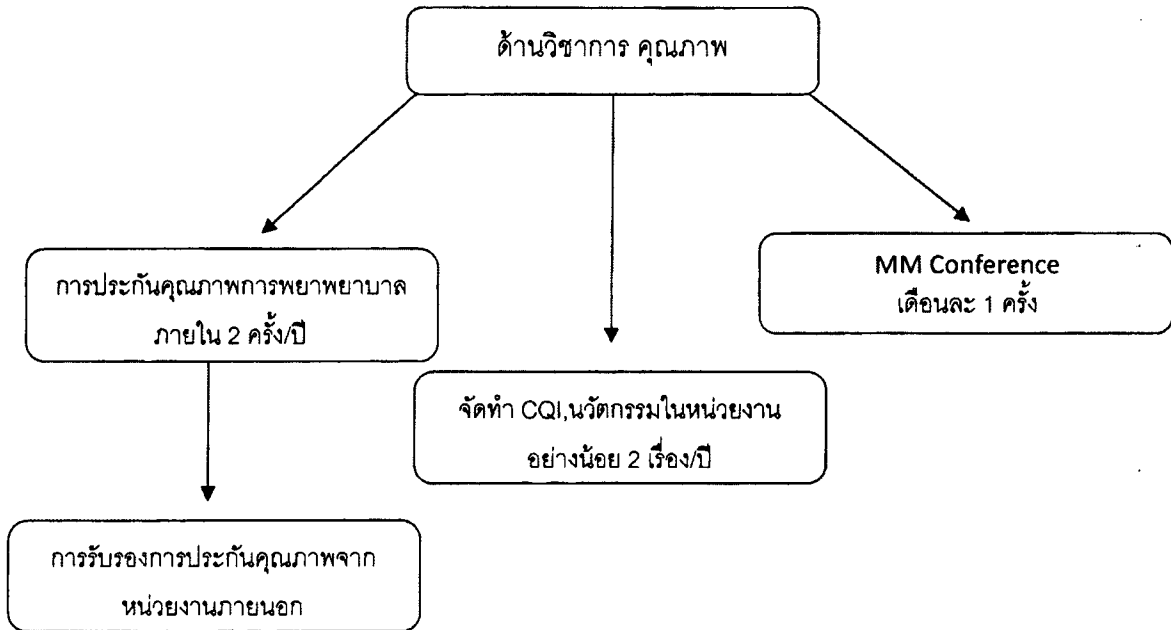 ด้านวิชาการ คุณภาพ
การประกันคุณภาพการพยาพยาบาล
ภายใน 2 ครั้ง/ปี
MM Conference
เดือนละ 1 ครั้ง
จัดทำ CQI,นวัตกรรมในหน่วยงาน
อย่างน้อย 2 เรื่อง/ปี
การรับรองการประกันคุณภาพจาก
หน่วยงานภายนอก